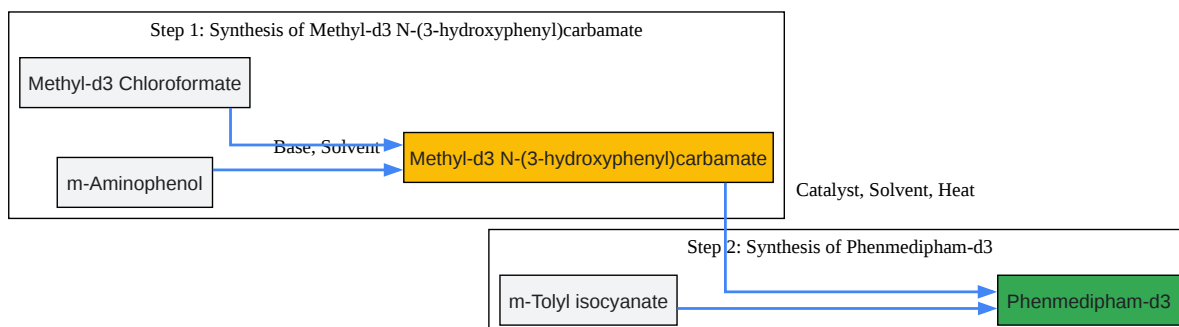 Step 1: Synthesis of Methyl-d3 N-(3-hydroxyphenyl)carbamate
Methyl-d3 Chloroformate
Base, Solvent
Methyl-d3 N-(3-hydroxyphenyl)carbamate
m-Aminophenol
Catalyst, Solvent, Heat
Step 2: Synthesis of Phenmedipham-d3
m-Tolyl isocyanate
Phenmedipham-d3